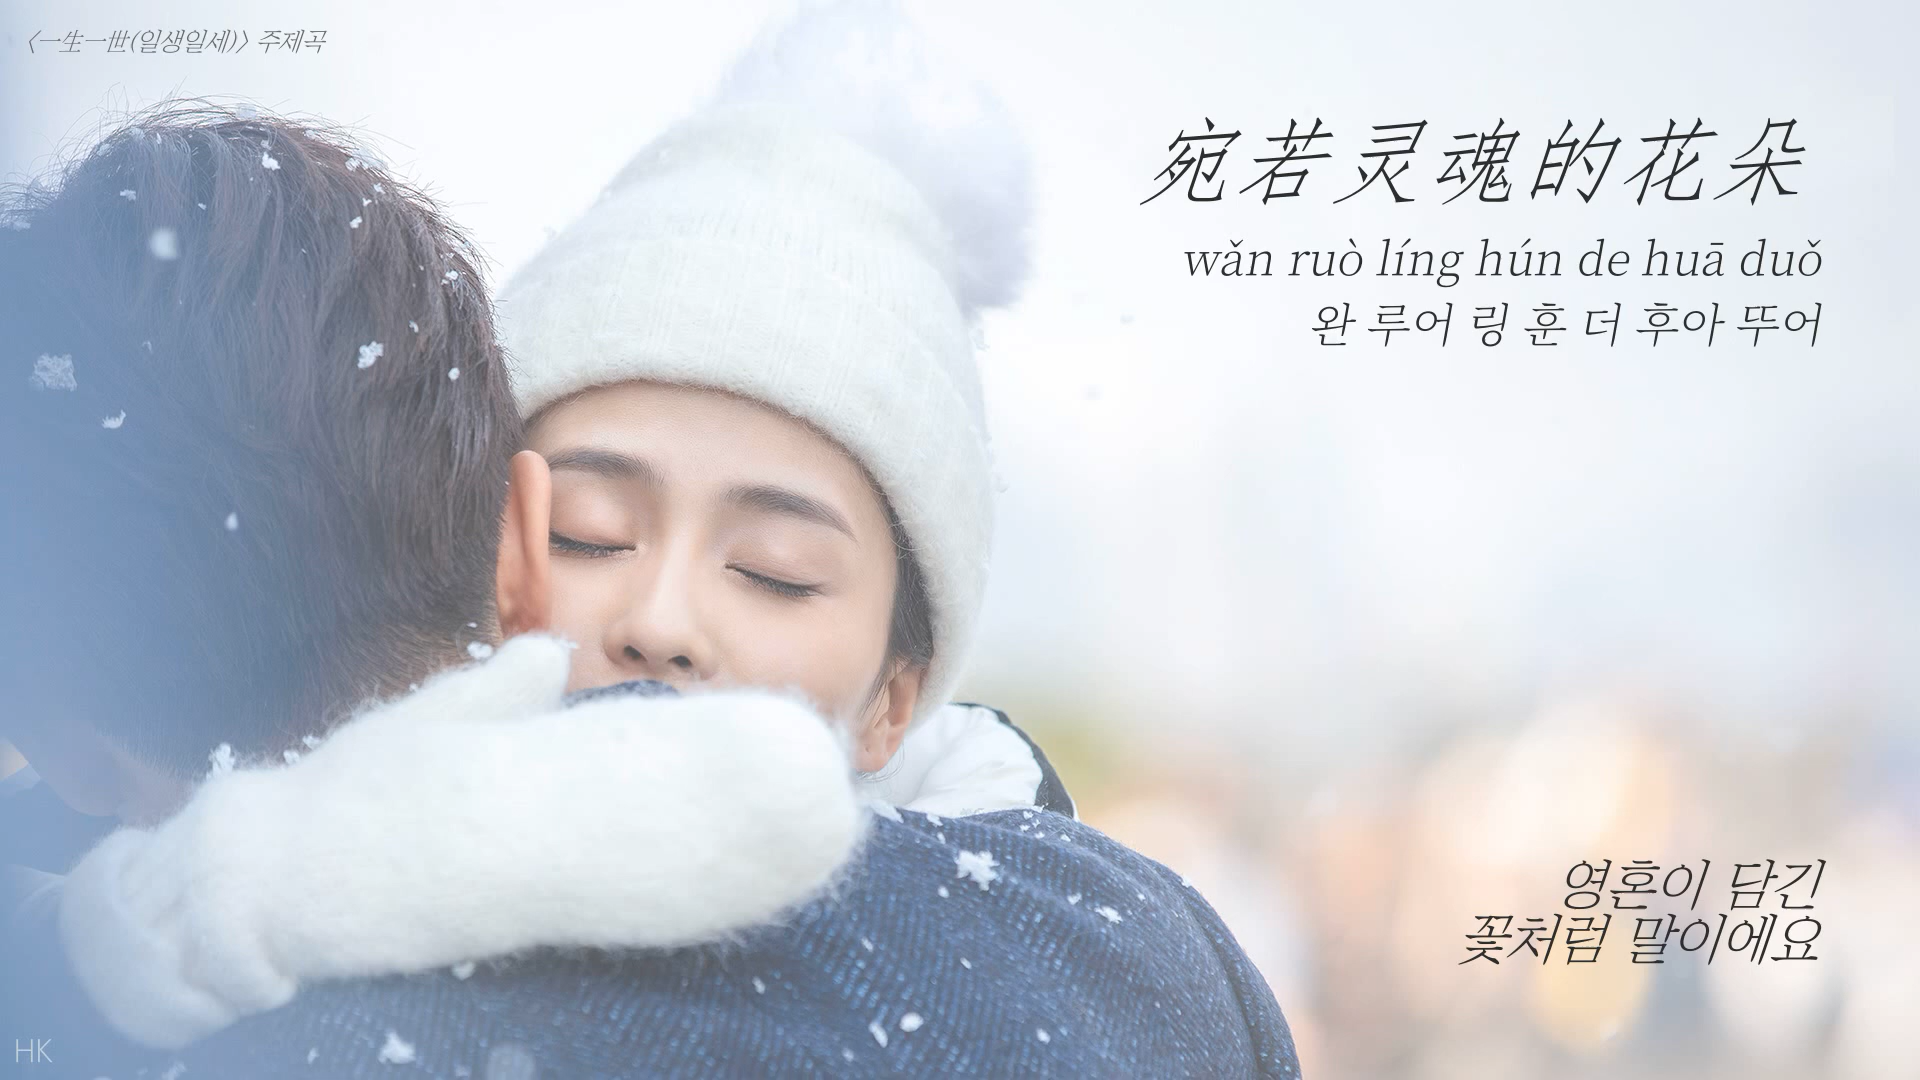 〈一生一世(일생일세)〉 주제곡
宛若灵魂的花朵
wǎn ruò líng hún de huā duǒ
완 루어 링 훈 더 후아 뚜어
영혼이 담긴
꽃처럼 말이에요
HK